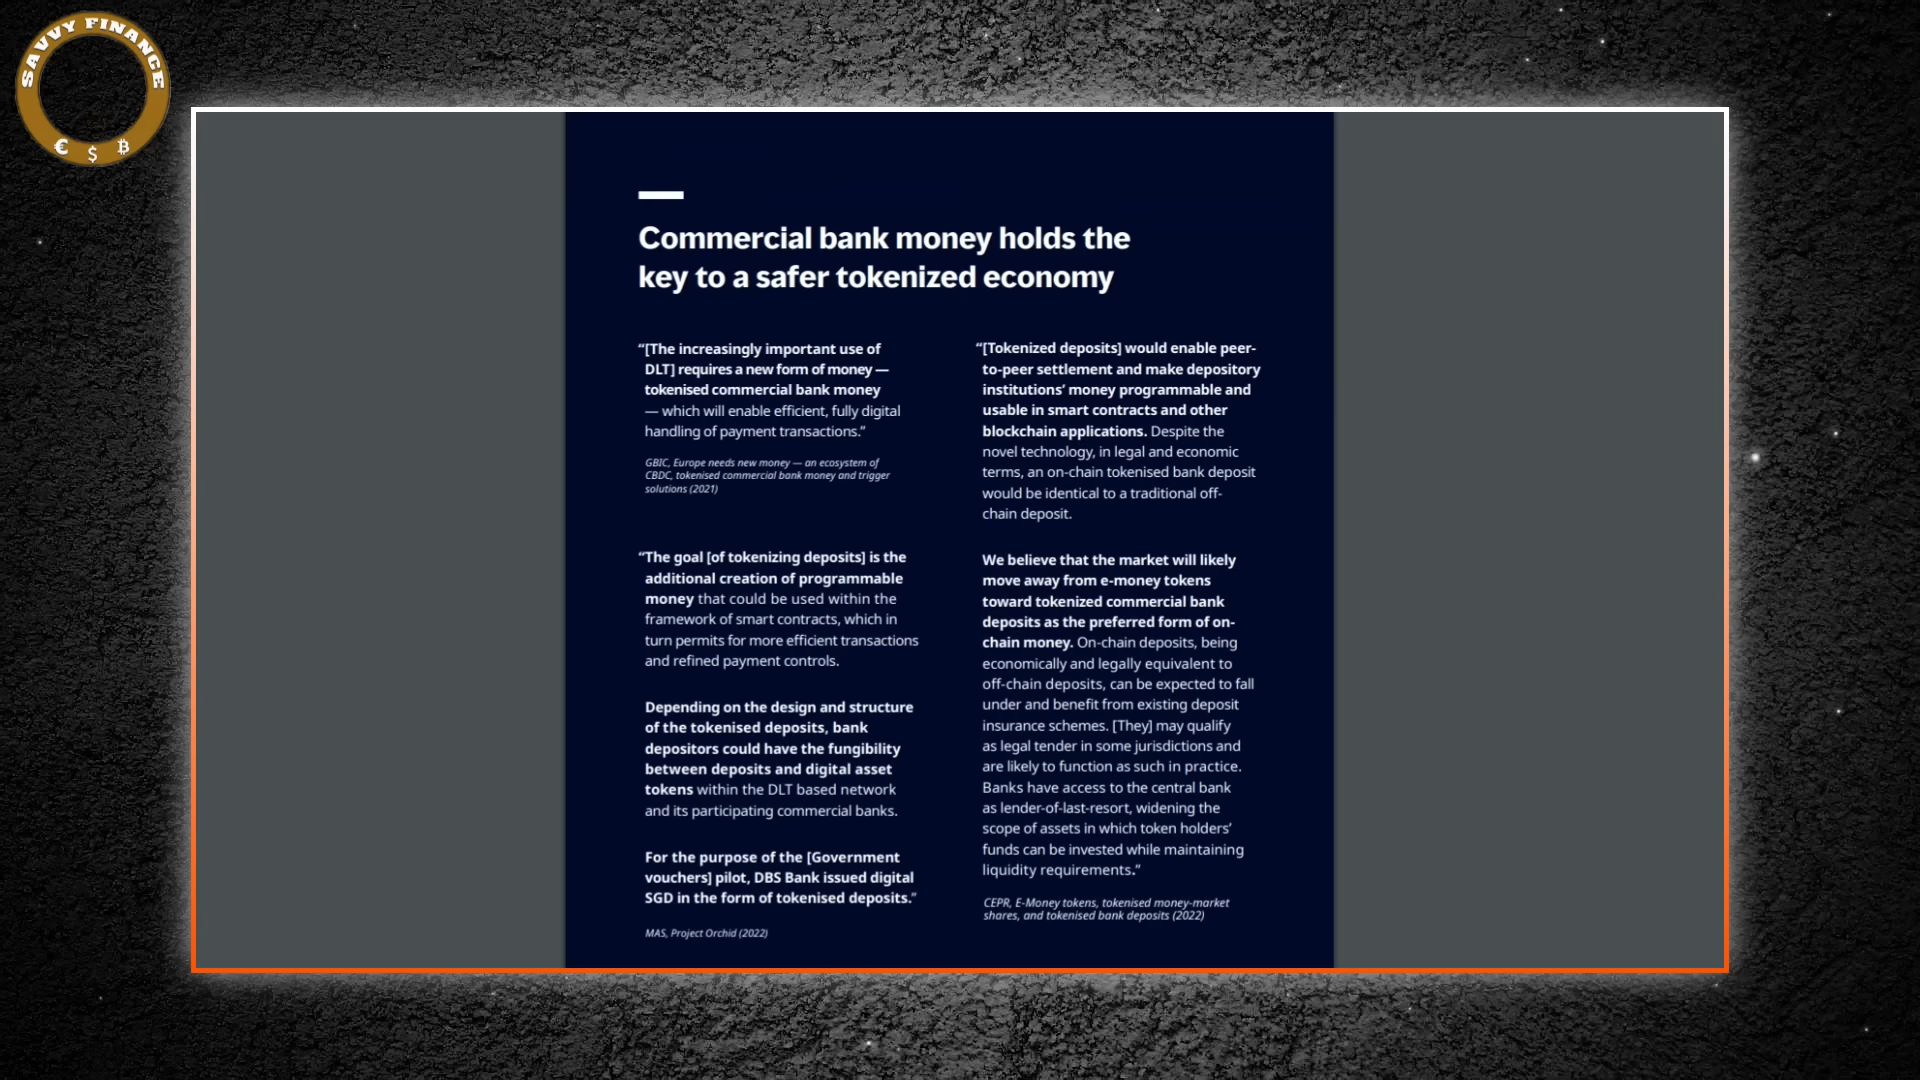 SAVVY FINANCE
€ $ ₿
Commercial bank money holds the
key to a safer tokenized economy
“[The increasingly important use of
DLT] requires a new form of money —
tokenised commercial bank money
— which will enable efficient, fully digital
handling of payment transactions.”
GBIC, Europe needs new money — an ecosystem of
CBDC, tokenised commercial bank money and trigger
solutions (2021)
“The goal [of tokenizing deposits] is the
additional creation of programmable
money that could be used within the
framework of smart contracts, which in
turn permits for more efficient transactions
and refined payment controls.
Depending on the design and structure
of the tokenised deposits, bank
depositors could have the fungibility
between deposits and digital asset
tokens within the DLT based network
and its participating commercial banks.
For the purpose of the [Government
vouchers] pilot, DBS Bank issued digital
SGD in the form of tokenised deposits.”
MAS, Project Orchid (2022)
“[Tokenized deposits] would enable peer-
to-peer settlement and make depository
institutions’ money programmable and
usable in smart contracts and other
blockchain applications. Despite the
novel technology, in legal and economic
terms, an on-chain tokenised bank deposit
would be identical to a traditional off-
chain deposit.
We believe that the market will likely
move away from e-money tokens
toward tokenized commercial bank
deposits as the preferred form of on-
chain money. On-chain deposits, being
economically and legally equivalent to
off-chain deposits, can be expected to fall
under and benefit from existing deposit
insurance schemes. [They] may qualify
as legal tender in some jurisdictions and
are likely to function as such in practice.
Banks have access to the central bank
as lender-of-last-resort, widening the
scope of assets in which token holders’
funds can be invested while maintaining
liquidity requirements.”
CEPR, E-Money tokens, tokenised money-market
shares, and tokenised bank deposits (2022)